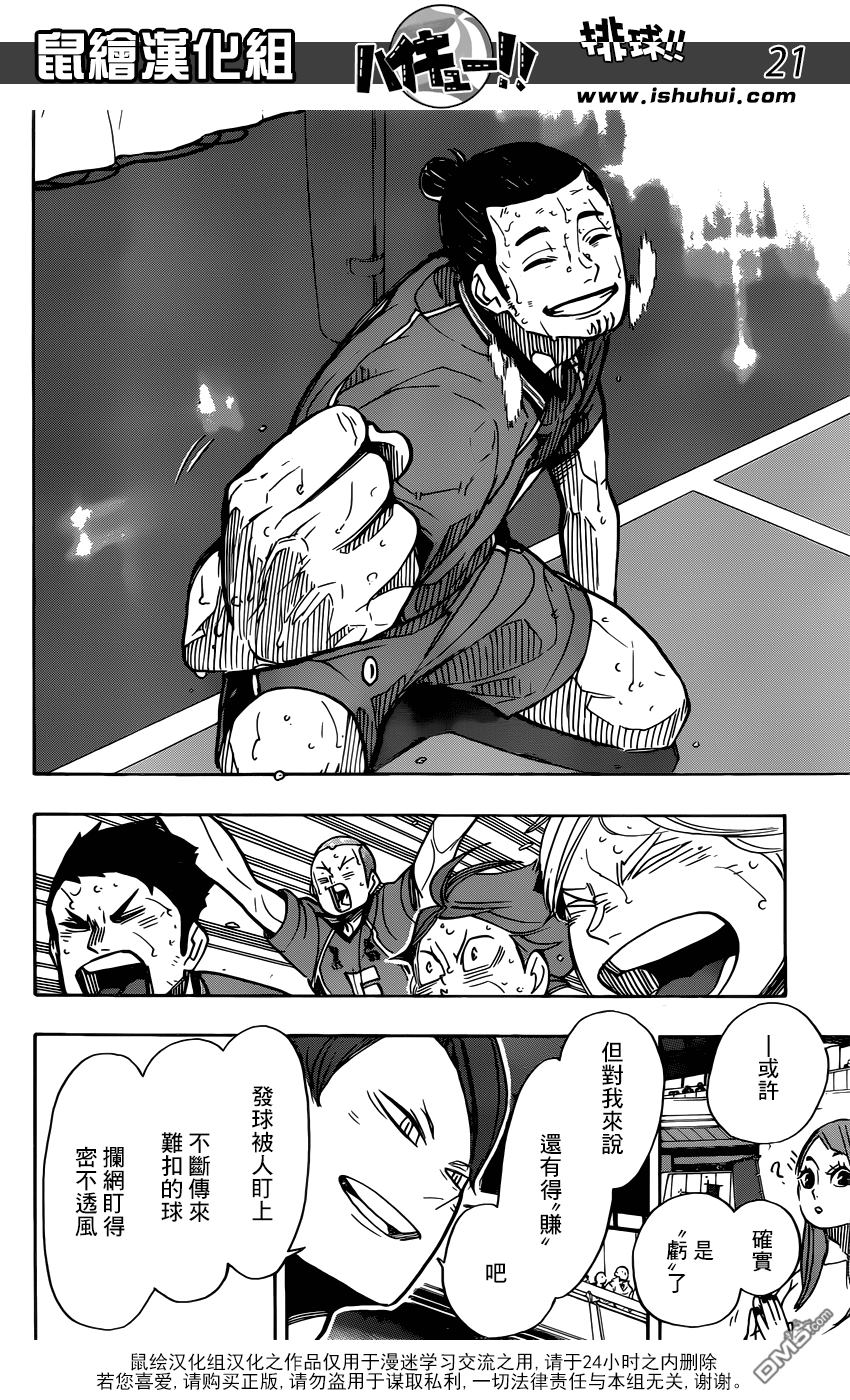 鼠繪漢化組
ハイキュー!!
排球!!
21
www.ishuhui.com
—或許
確實
是
"虧"了
但對我來說
還有得"賺"
吧
發球被人盯上
不斷傳來
難扣的球
攔網盯得
密不透風
?
鼠绘汉化组汉化之作品仅用于漫迷学习交流之用, 请于24小时之内删除
若您喜爱, 请购买正版, 请勿盗用于谋取私利, 一切法律责任与本组无关, 谢谢.
DM5.com